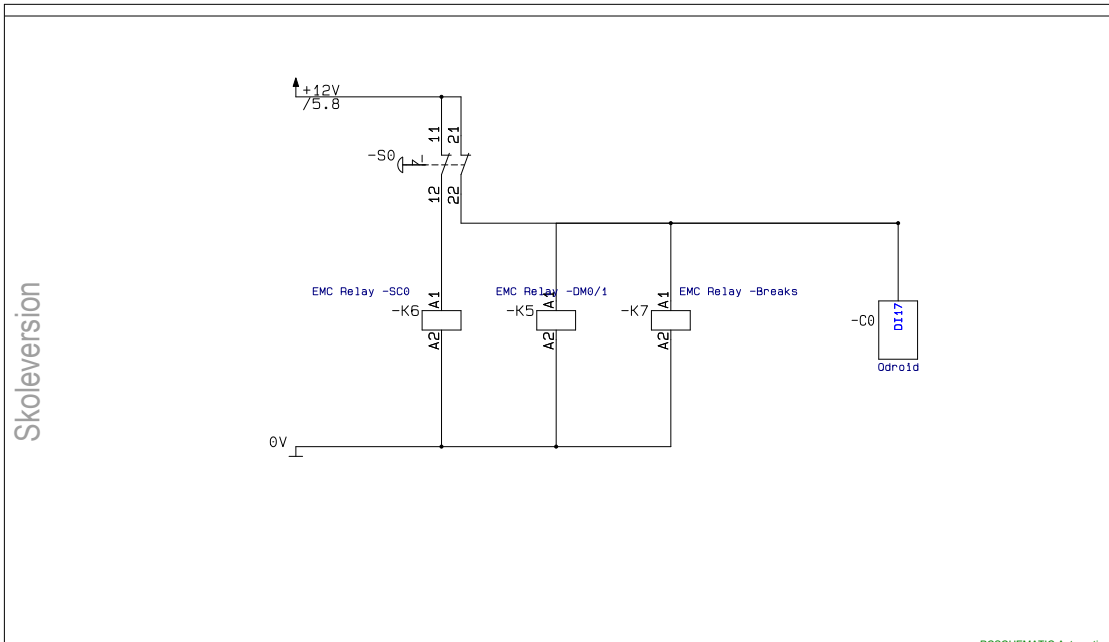 +12V
/5.8
11
21
-S0
12
22
EMC Relay -SC0
EMC Relay -DM0/1
EMC Relay -Breaks
A1
A1
A1
-K6
-K5
-K7
A2
A2
A2
-C0
DI17
Odroid
0V
Skoleversion